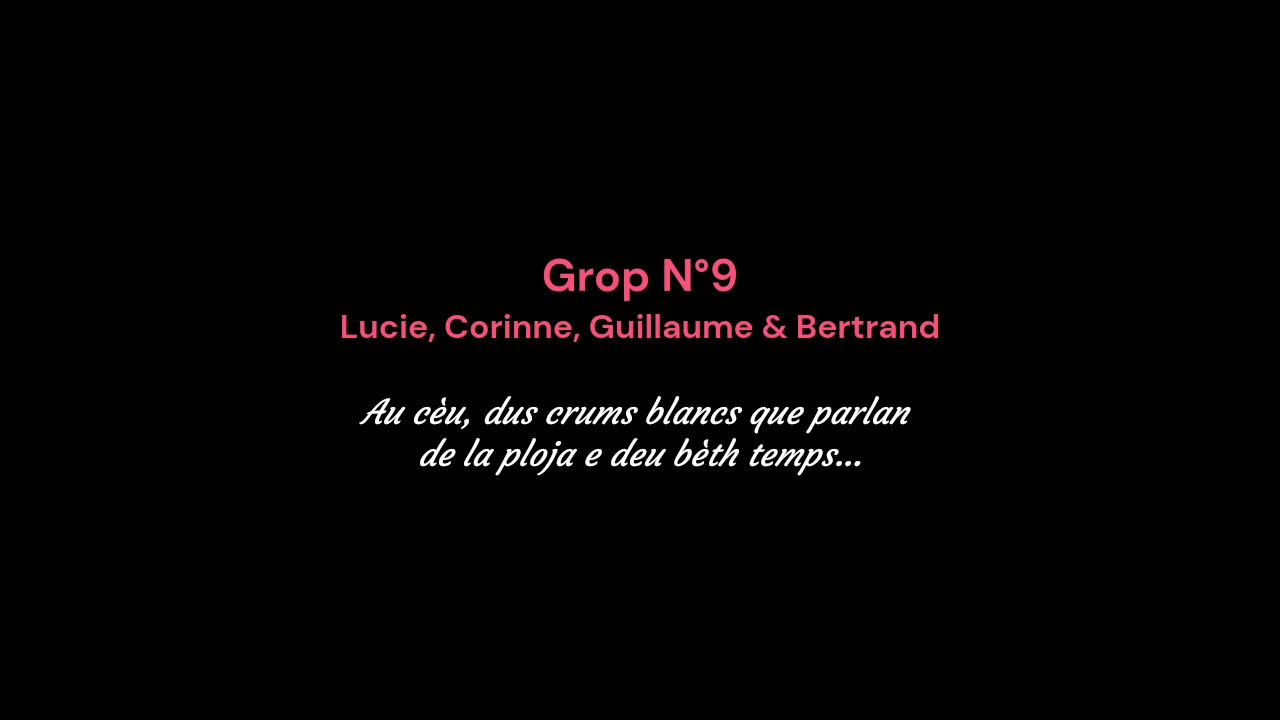 Grop N°9
Lucie, Corinne, Guillaume & Bertrand
Au cèu, dus crums blancs que parlan
de la ploja e deu bèth temps...